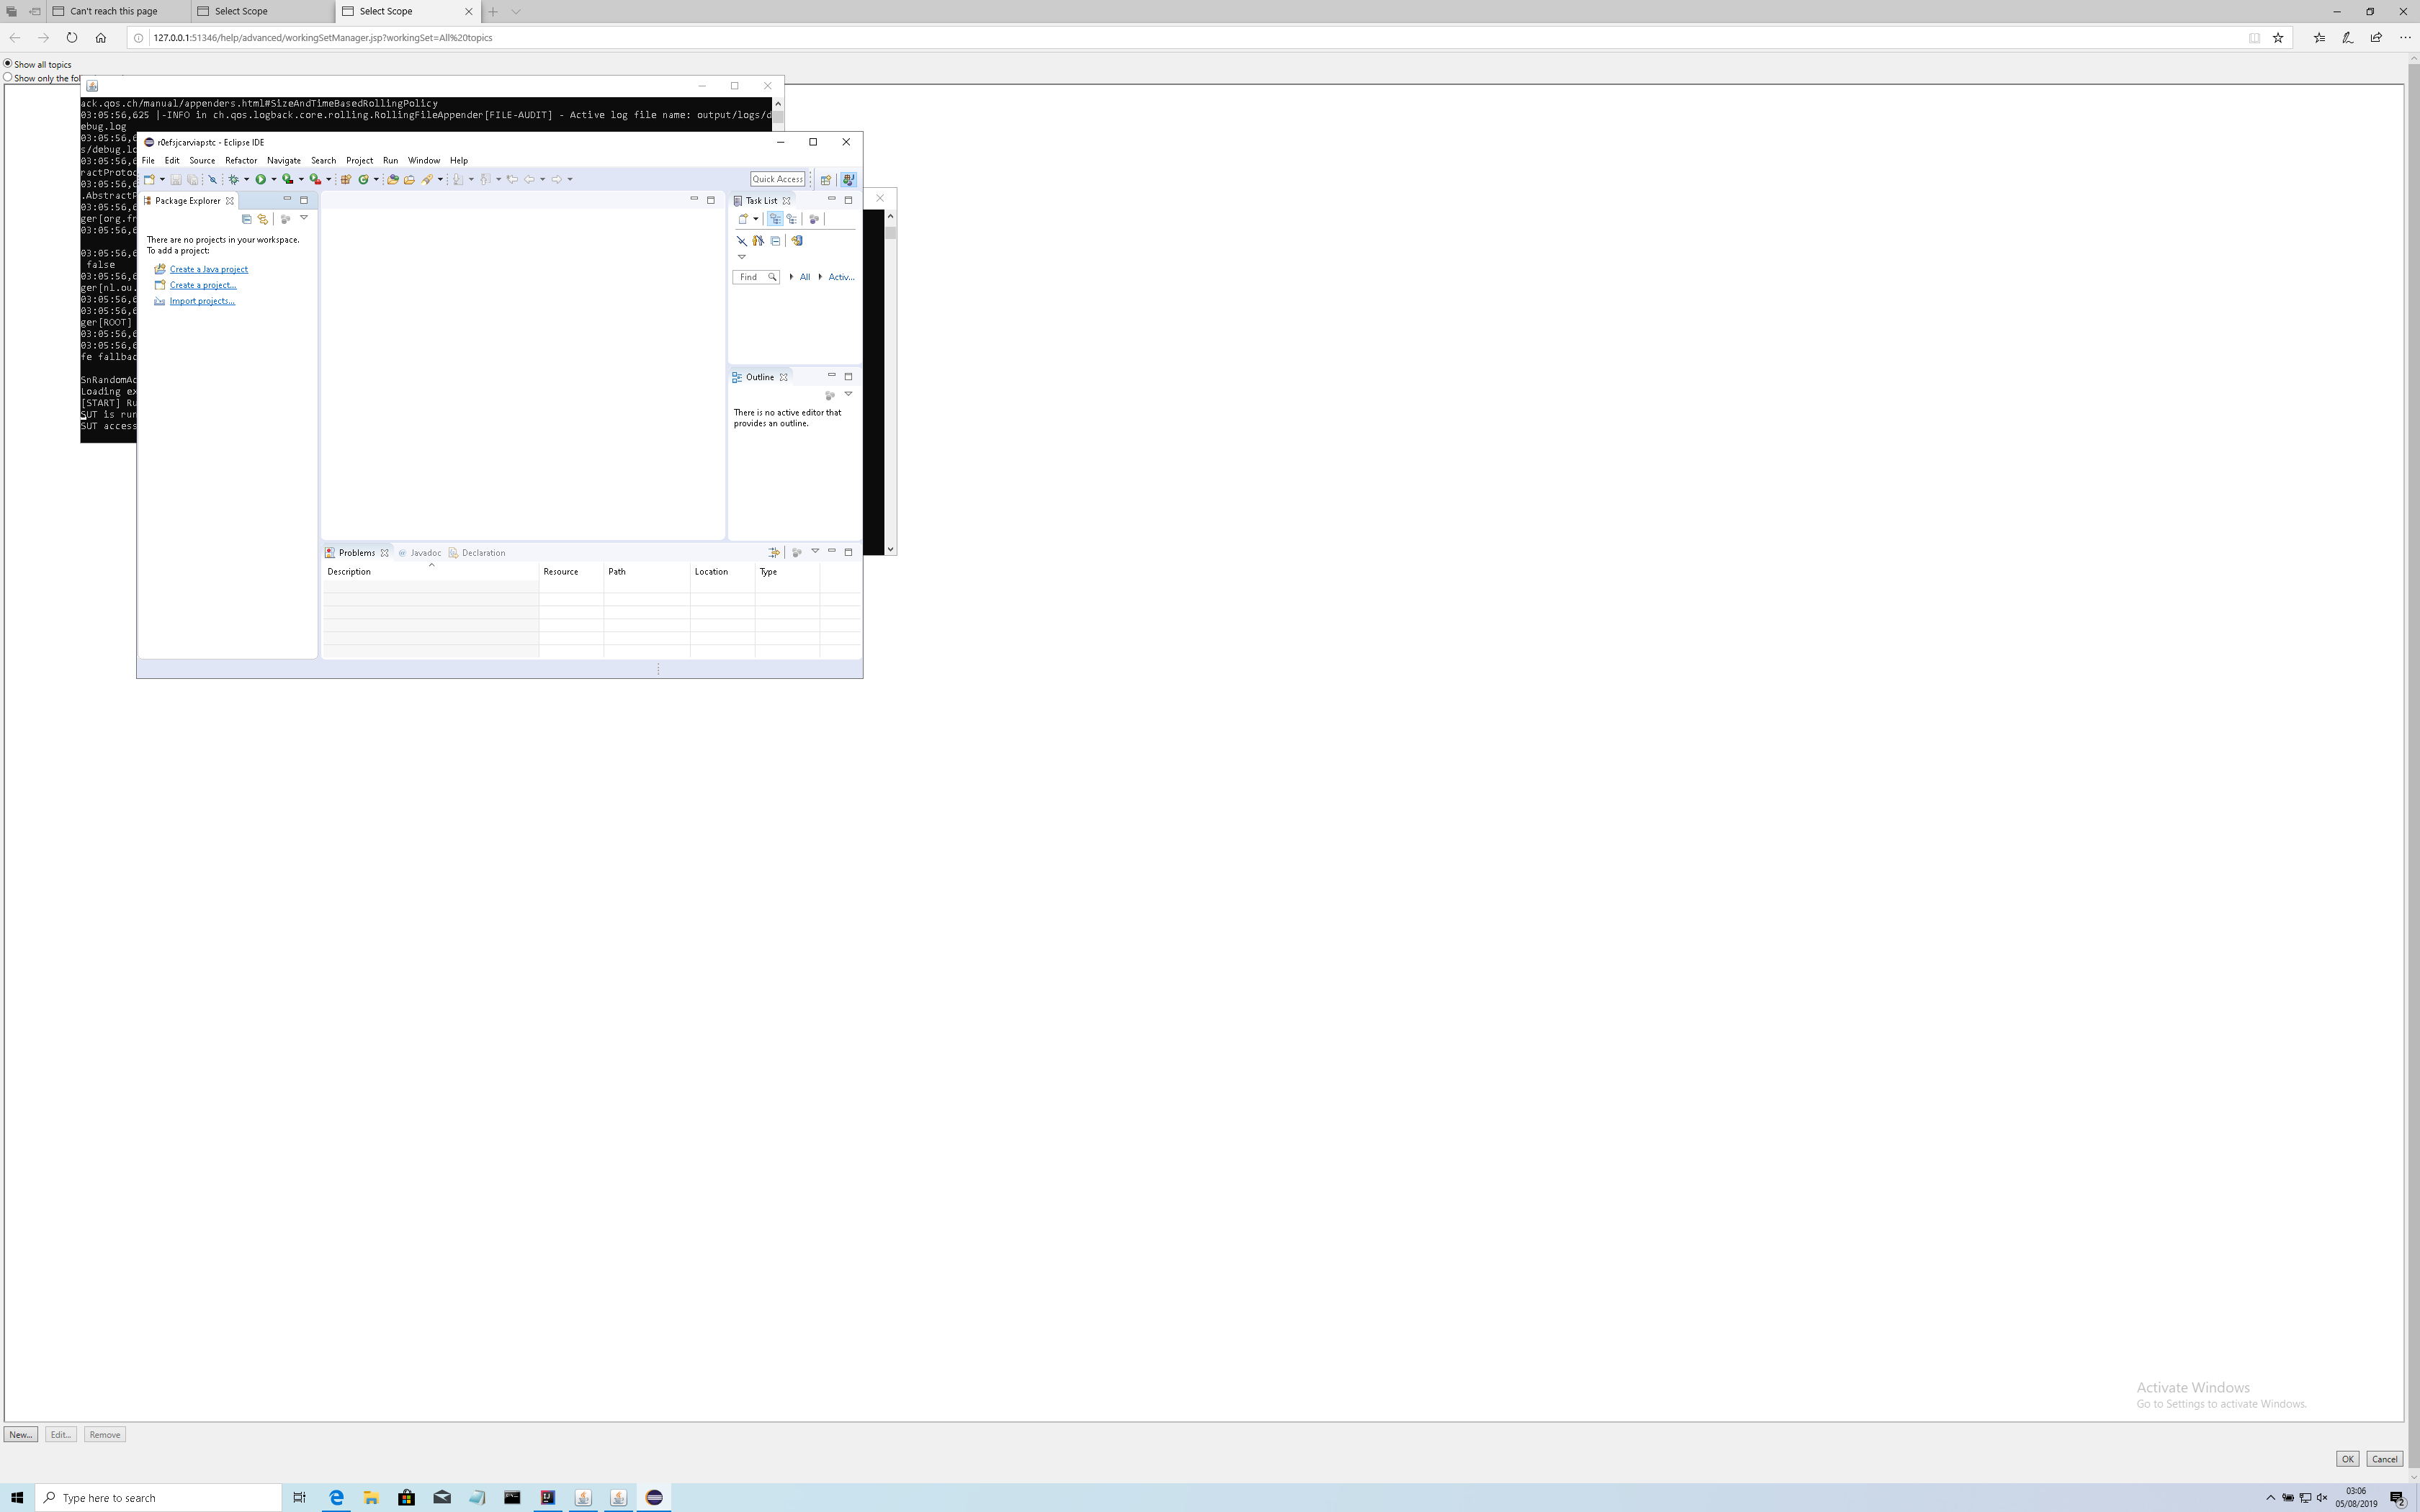 Can't reach this page
Select Scope
Select Scope
127.0.0.1:51346/help/advanced/workingSetManager.jsp?workingSet=All%20topics
Show all topics
Show only the fol
ack.qos.ch/manual/appenders.html#SizeAndTimeBasedRollingPolicy
03:05:56,625 |-INFO in ch.qos.logback.core.rolling.RollingFileAppender[FILE-AUDIT] - Active log file name: output/logs/d
ebug.log
03:05:56,6
s/debug.lo
03:05:56,6
ractProtoc
03:05:56,6
.AbstractP
03:05:56,6
ger[org.fr
03:05:56,6
03:05:56,6
false
03:05:56,6
ger[nl.ou.
03:05:56,6
03:05:56,6
ger[ROOT]
03:05:56,6
03:05:56,6
fe fallbac
SnRandomAc
Loading ex
[START] Ru
SUT is run
SUT access
r0efsjcarviapstc - Eclipse IDE
File Edit Source Refactor Navigate Search Project Run Window Help
Quick Access
Package Explorer
There are no projects in your workspace.
To add a project:
Create a Java project
Create a project...
Import projects...
Task List
Find
All
Activ...
Outline
There is no active editor that
provides an outline.
Problems
Javadoc
Declaration
Description Resource Path Location Type
Activate Windows
Go to Settings to activate Windows.
New... Edit... Remove
OK Cancel
Type here to search
03:06
05/08/2019
2